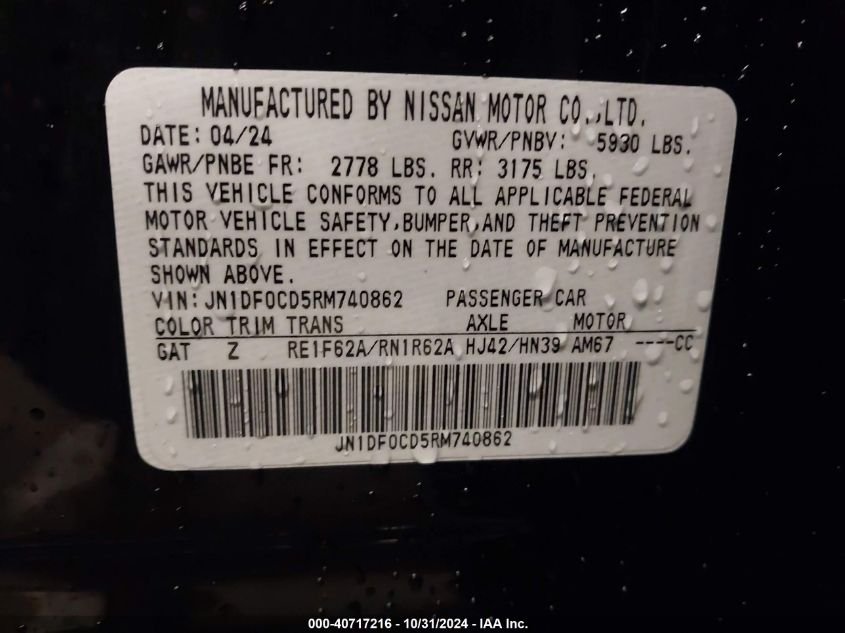 MANUFACTURED BY NISSAN MOTOR CO.,LTD.
DATE: 04/24 GVWR/PNBV: 5930 LBS.
GAWR/PNBE FR: 2778 LBS. RR: 3175 LBS.
THIS VEHICLE CONFORMS TO ALL APPLICABLE FEDERAL
MOTOR VEHICLE SAFETY,BUMPER,AND THEFT PREVENTION
STANDARDS IN EFFECT ON THE DATE OF MANUFACTURE
SHOWN ABOVE.
VIN: JN1DF0CD5RM740862 PASSENGER CAR
COLOR TRIM TRANS AXLE MOTOR
GAT Z RE1F62A/RN1R62A HJ42/HN39 AM67 ----CC
JN1DF0CD5RM740862
000-40717216 - 10/31/2024 - IAA Inc.